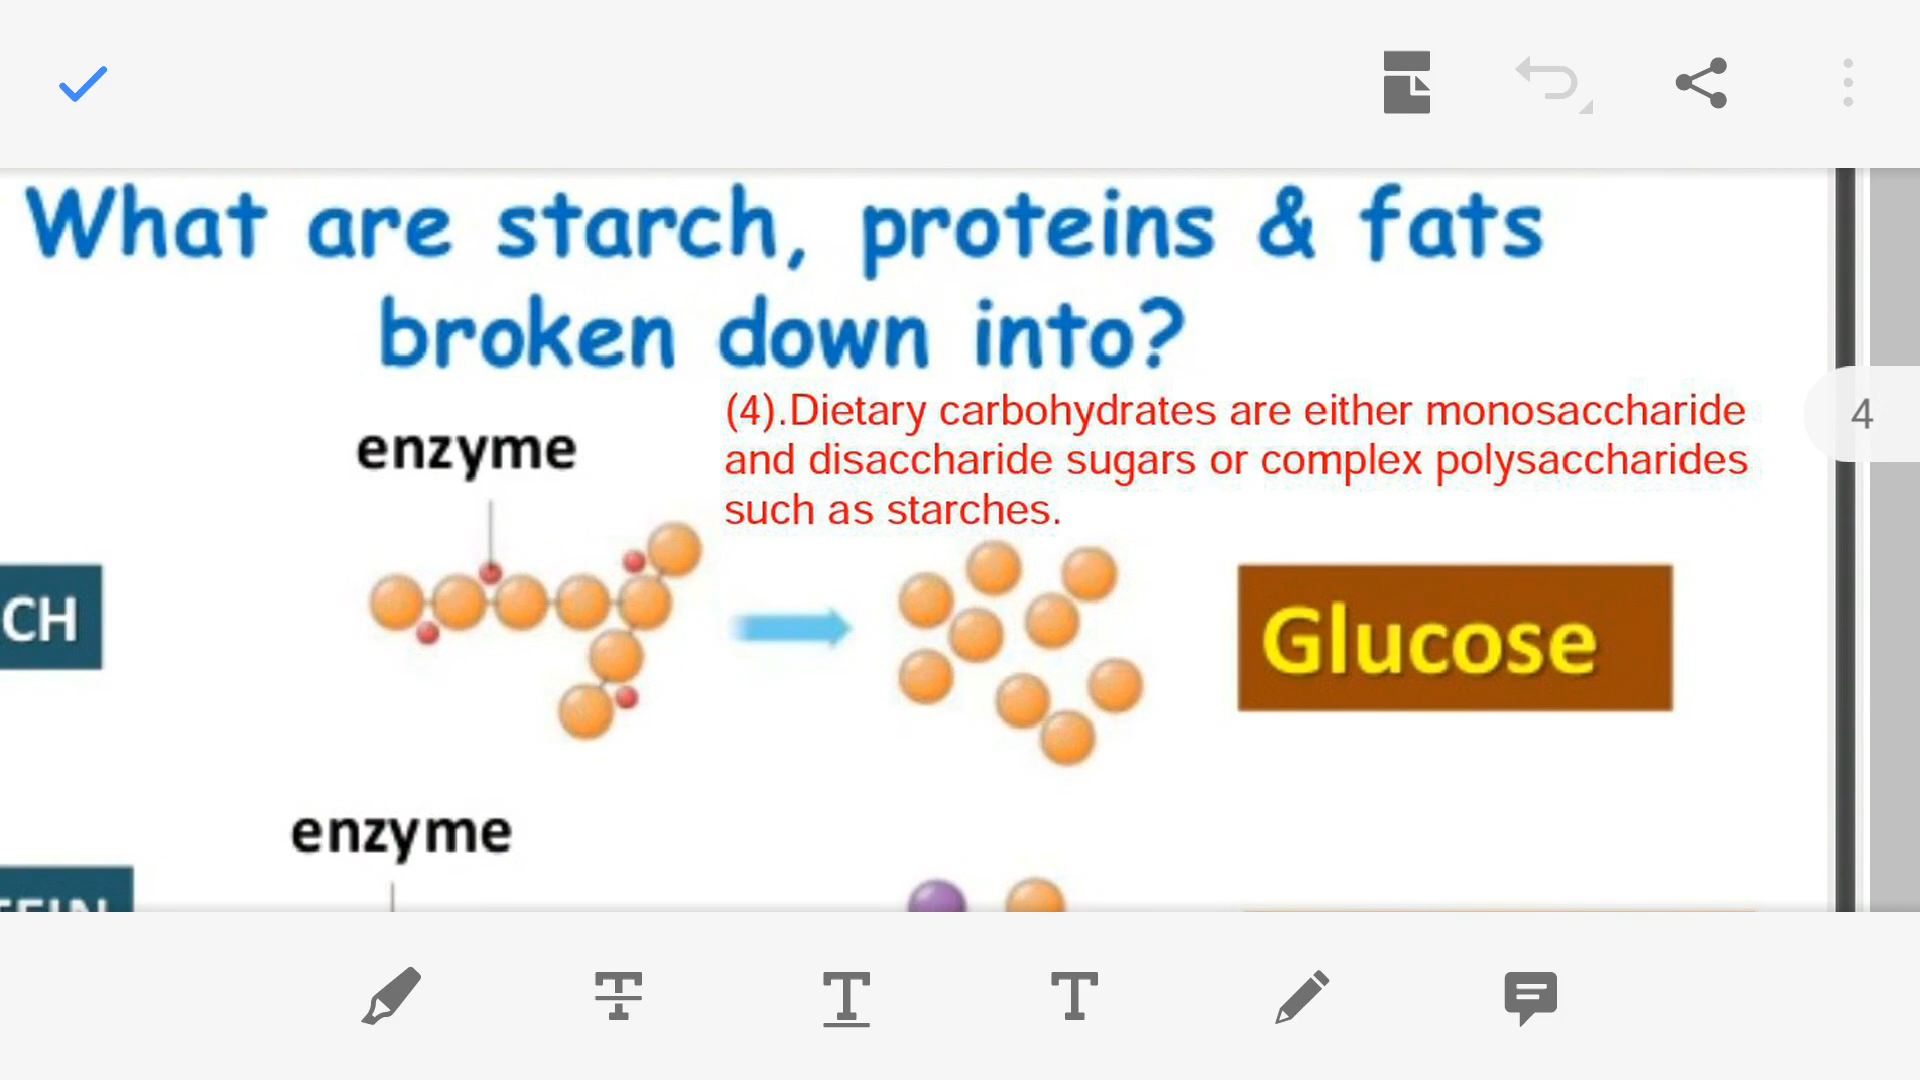 What are starch, proteins & fats
broken down into?
(4).Dietary carbohydrates are either monosaccharide
and disaccharide sugars or complex polysaccharides
such as starches.
enzyme
CH
Glucose
enzyme
TEIN
4